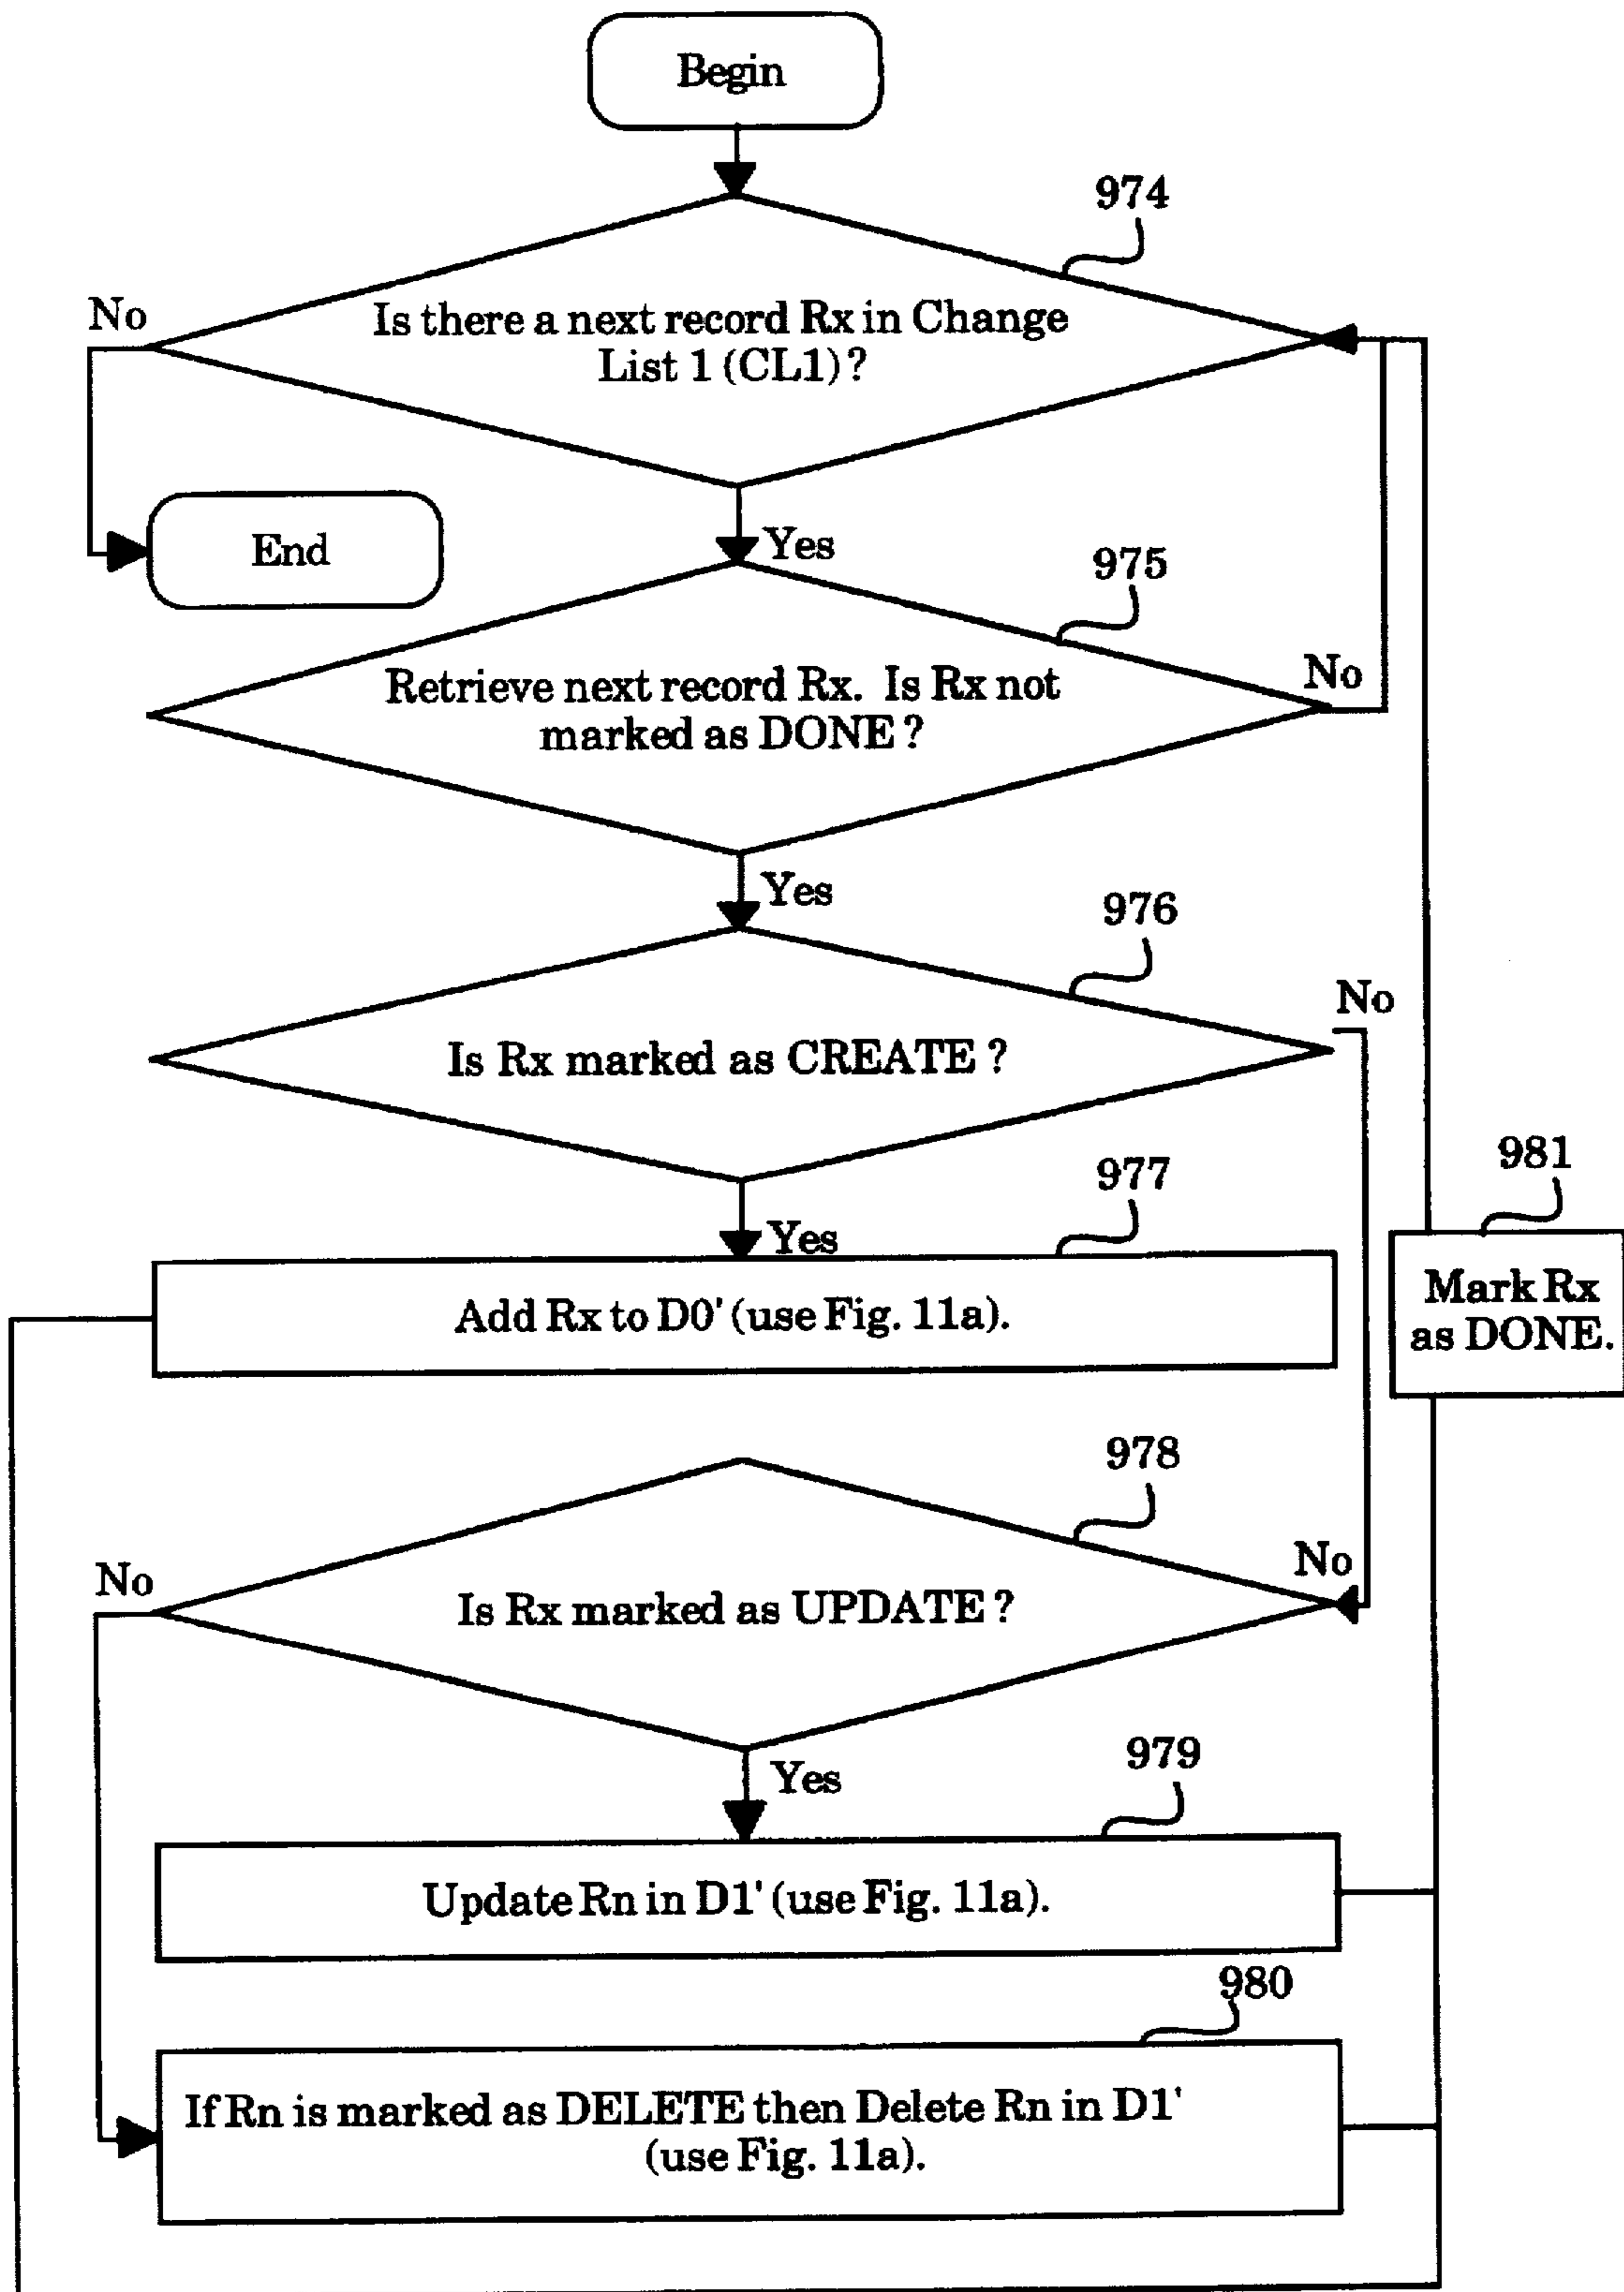 Begin
974
No
Is there a next record Rx in Change
List 1 (CL1) ?
End
Yes
975
Retrieve next record Rx. Is Rx not
marked as DONE ?
No
Yes
976
No
Is Rx marked as CREATE ?
977
981
Yes
Add Rx to D0' (use Fig. 11a).
Mark Rx
as DONE.
978
No
No
Is Rx marked as UPDATE ?
979
Yes
Update Rn in D1' (use Fig. 11a).
980
If Rn is marked as DELETE then Delete Rn in D1'
(use Fig. 11a).